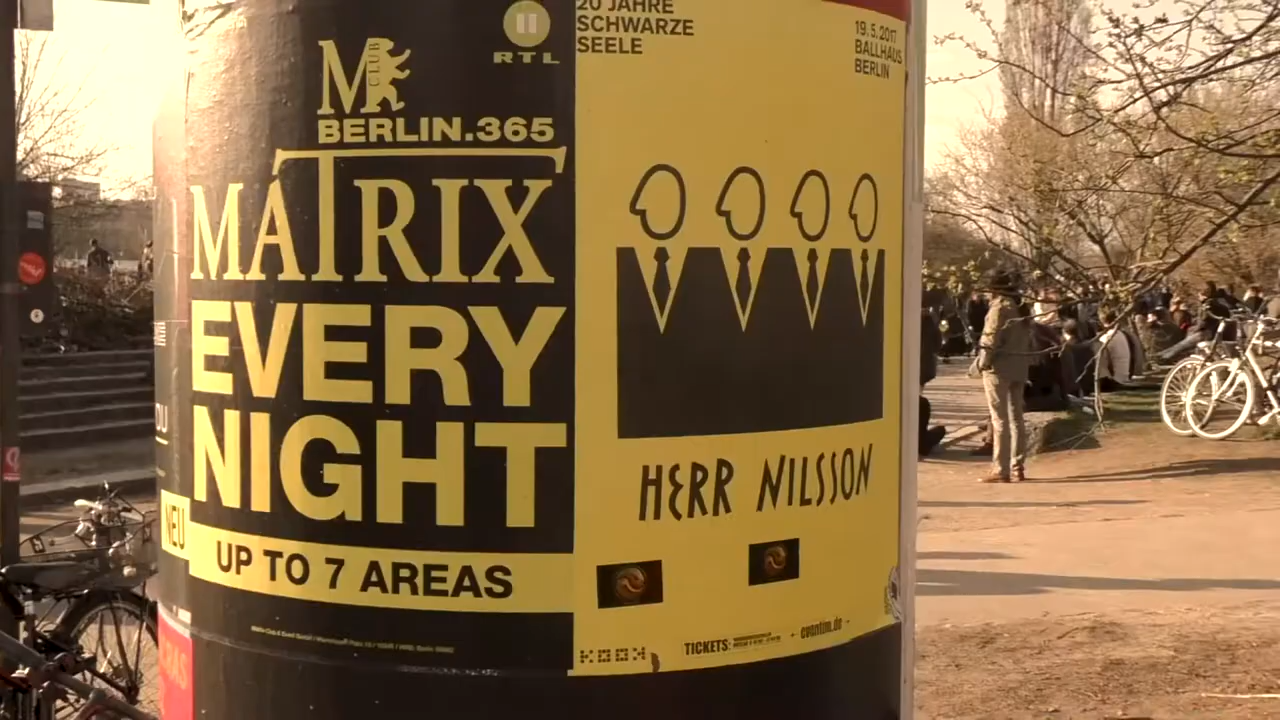 RTL
M CLUB
BERLIN.365
MATRIX
EVERY
NIGHT
UP TO 7 AREAS
NEU
20 JAHRE
SCHWARZE
SEELE
19.5.2017
BALLHAUS
BERLIN
HERR NILSSON
TICKETS:
eventim.de